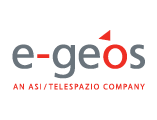 e-geos
AN ASI/TELESPAZIO COMPANY